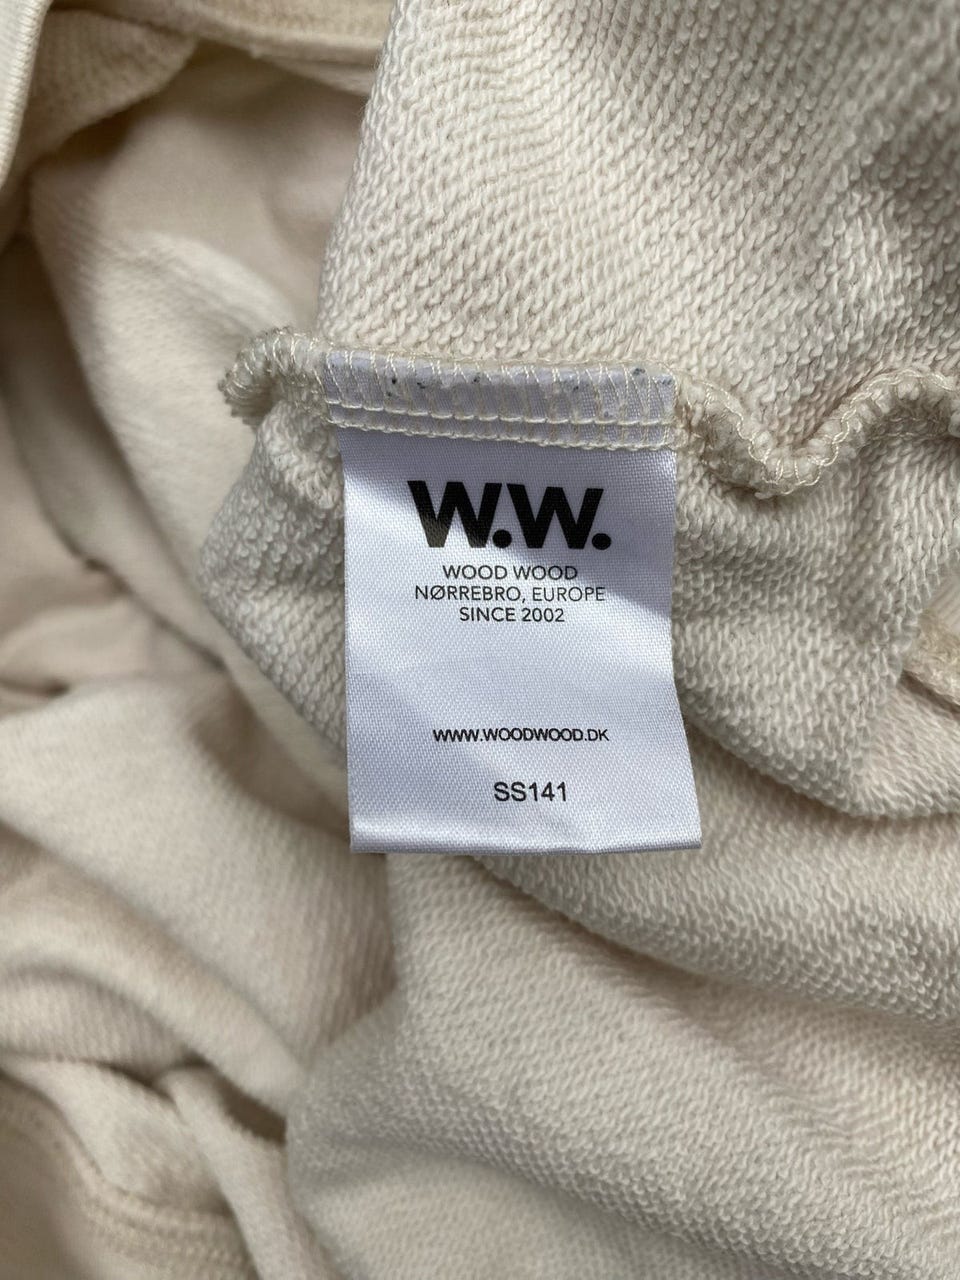 W.W.
WOOD WOOD
NØRREBRO, EUROPE
SINCE 2002
WWW.WOODWOOD.DK
SS141